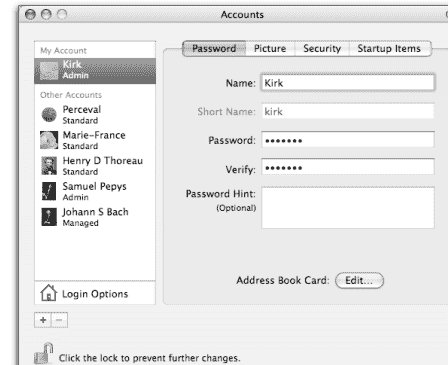 Accounts
My Account
Kirk
Admin
Other Accounts
Perceval
Standard
Marie-France
Standard
Henry D Thoreau
Standard
Samuel Pepys
Admin
Johann S Bach
Managed
Login Options
+ −
Password Picture Security Startup Items
Name: Kirk
Short Name: kirk
Password: •••••••
Verify: •••••••
Password Hint:
(Optional)
Address Book Card: Edit...
Click the lock to prevent further changes.